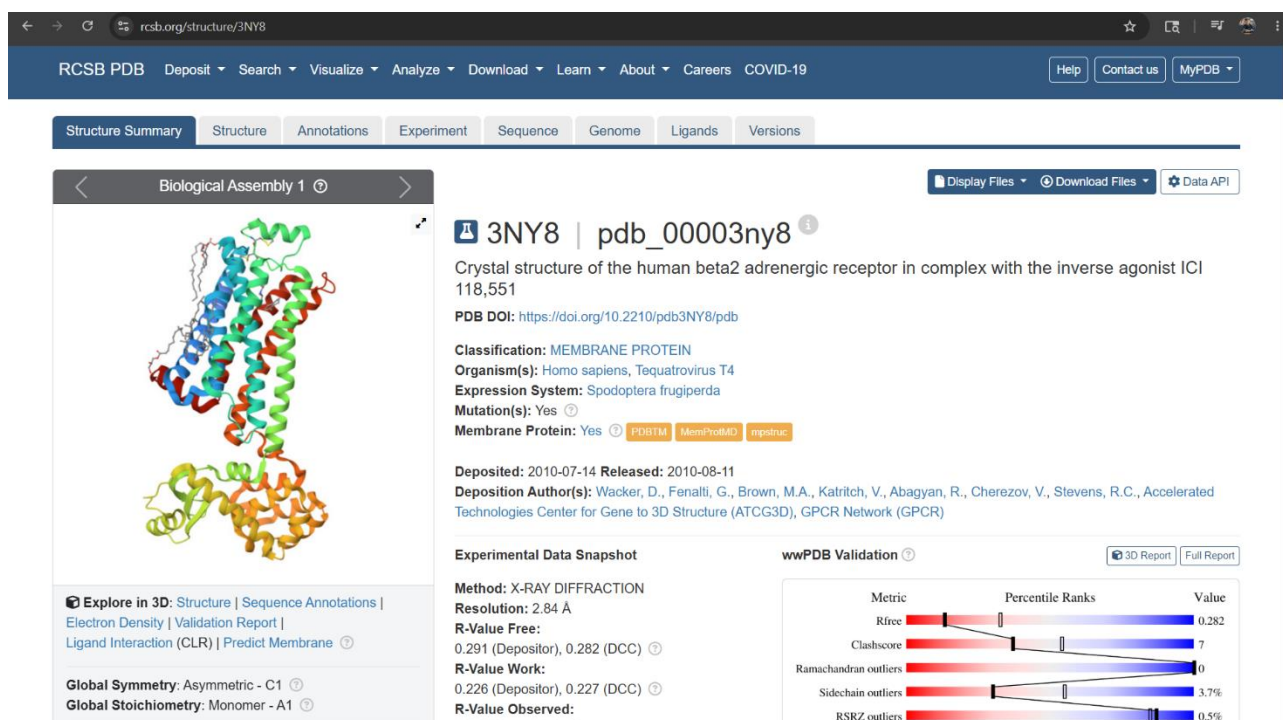 rcsb.org/structure/3NY8
RCSB PDB Deposit Search Visualize Analyze Download Learn About Careers COVID-19 Help Contact us MyPDB
Structure Summary Structure Annotations Experiment Sequence Genome Ligands Versions
Biological Assembly 1
Display Files Download Files Data API
3NY8 | pdb_00003ny8
Crystal structure of the human beta2 adrenergic receptor in complex with the inverse agonist ICI
118,551
PDB DOI: https://doi.org/10.2210/pdb3NY8/pdb
Classification: MEMBRANE PROTEIN
Organism(s): Homo sapiens, Tequatrovirus T4
Expression System: Spodoptera frugiperda
Mutation(s): Yes
Membrane Protein: Yes PDBTM MemProtMD mpstruc
Deposited: 2010-07-14 Released: 2010-08-11
Deposition Author(s): Wacker, D., Fenalti, G., Brown, M.A., Katritch, V., Abagyan, R., Cherezov, V., Stevens, R.C., Accelerated
Technologies Center for Gene to 3D Structure (ATCG3D), GPCR Network (GPCR)
Explore in 3D: Structure | Sequence Annotations |
Electron Density | Validation Report |
Ligand Interaction (CLR) | Predict Membrane
Global Symmetry: Asymmetric - C1
Global Stoichiometry: Monomer - A1
Experimental Data Snapshot
Method: X-RAY DIFFRACTION
Resolution: 2.84 Å
R-Value Free:
0.291 (Depositor), 0.282 (DCC)
R-Value Work:
0.226 (Depositor), 0.227 (DCC)
R-Value Observed:
wwPDB Validation 3D Report Full Report
Metric Percentile Ranks Value
Rfree 0.282
Clashscore 7
Ramachandran outliers 0
Sidechain outliers 3.7%
RSRZ outliers 0.5%